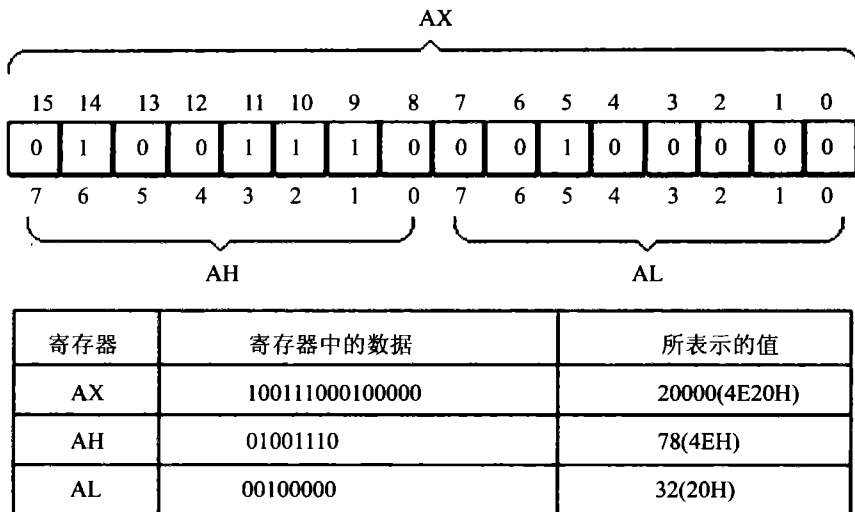 AX
15 14 13 12 11 10 9 8 7 6 5 4 3 2 1 0
0 1 0 0 1 1 1 0 0 0 1 0 0 0 0 0
7 6 5 4 3 2 1 0 7 6 5 4 3 2 1 0
AH AL
寄存器 寄存器中的数据 所表示的值
AX 100111000100000 20000(4E20H)
AH 01001110 78(4EH)
AL 00100000 32(20H)